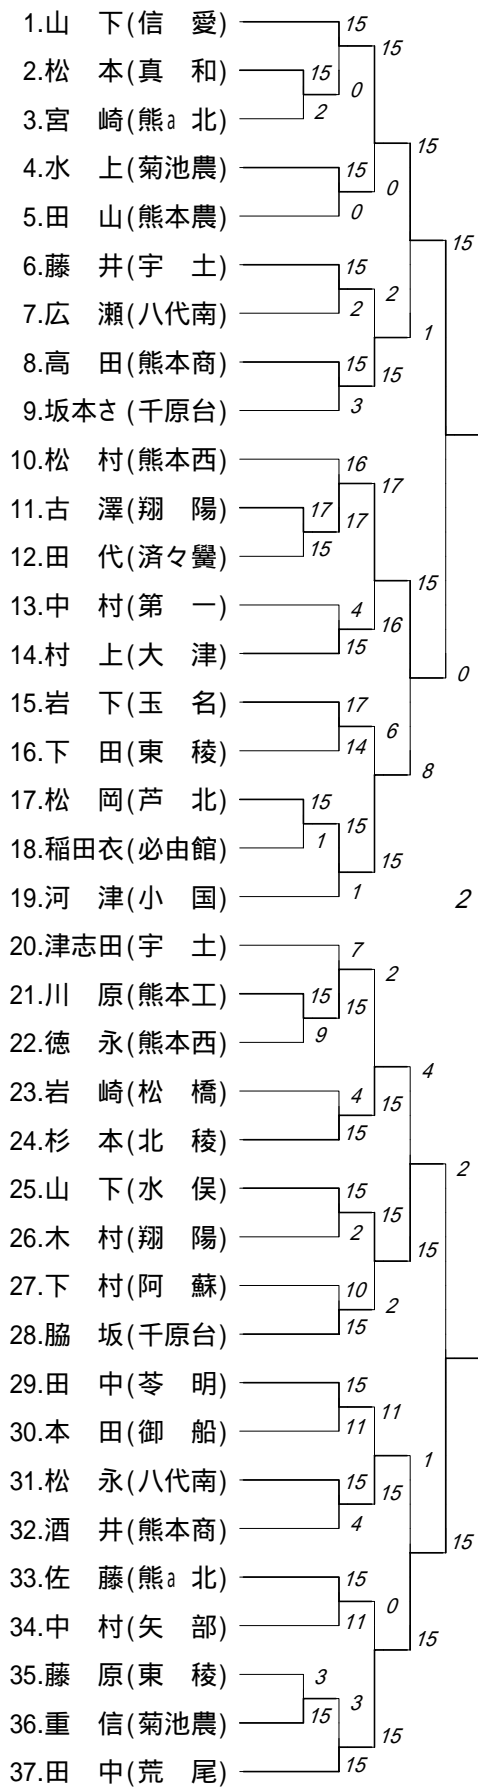 1.山　下(信　愛)
15
15
2.松　本(真　和)
15
0
3.宮　崎(熊a 北)
2
15
4.水　上(菊池農)
15
0
5.田　山(熊本農)
0
15
6.藤　井(宇　土)
15
2
7.広　瀬(八代南)
2
1
8.高　田(熊本商)
15
15
9.坂本さ(千原台)
3
10.松　村(熊本西)
16
17
11.古　澤(翔　陽)
17
17
12.田　代(済々黌)
15
15
13.中　村(第　一)
4
16
14.村　上(大　津)
15
0
15.岩　下(玉　名)
17
6
16.下　田(東　稜)
14
8
17.松　岡(芦　北)
15
15
18.稲田衣(必由館)
1
15
19.河　津(小　国)
1
2
20.津志田(宇　土)
7
2
21.川　原(熊本工)
15
15
22.徳　永(熊本西)
9
4
23.岩　崎(松　橋)
4
15
24.杉　本(北　稜)
15
2
25.山　下(水　俣)
15
15
26.木　村(翔　陽)
2
15
27.下　村(阿　蘇)
10
2
28.脇　坂(千原台)
15
29.田　中(苓　明)
15
11
30.本　田(御　船)
11
1
31.松　永(八代南)
15
15
32.酒　井(熊本商)
4
15
33.佐　藤(熊a 北)
15
0
34.中　村(矢　部)
11
15
35.藤　原(東　稜)
3
3
36.重　信(菊池農)
15
15
37.田　中(荒　尾)
15